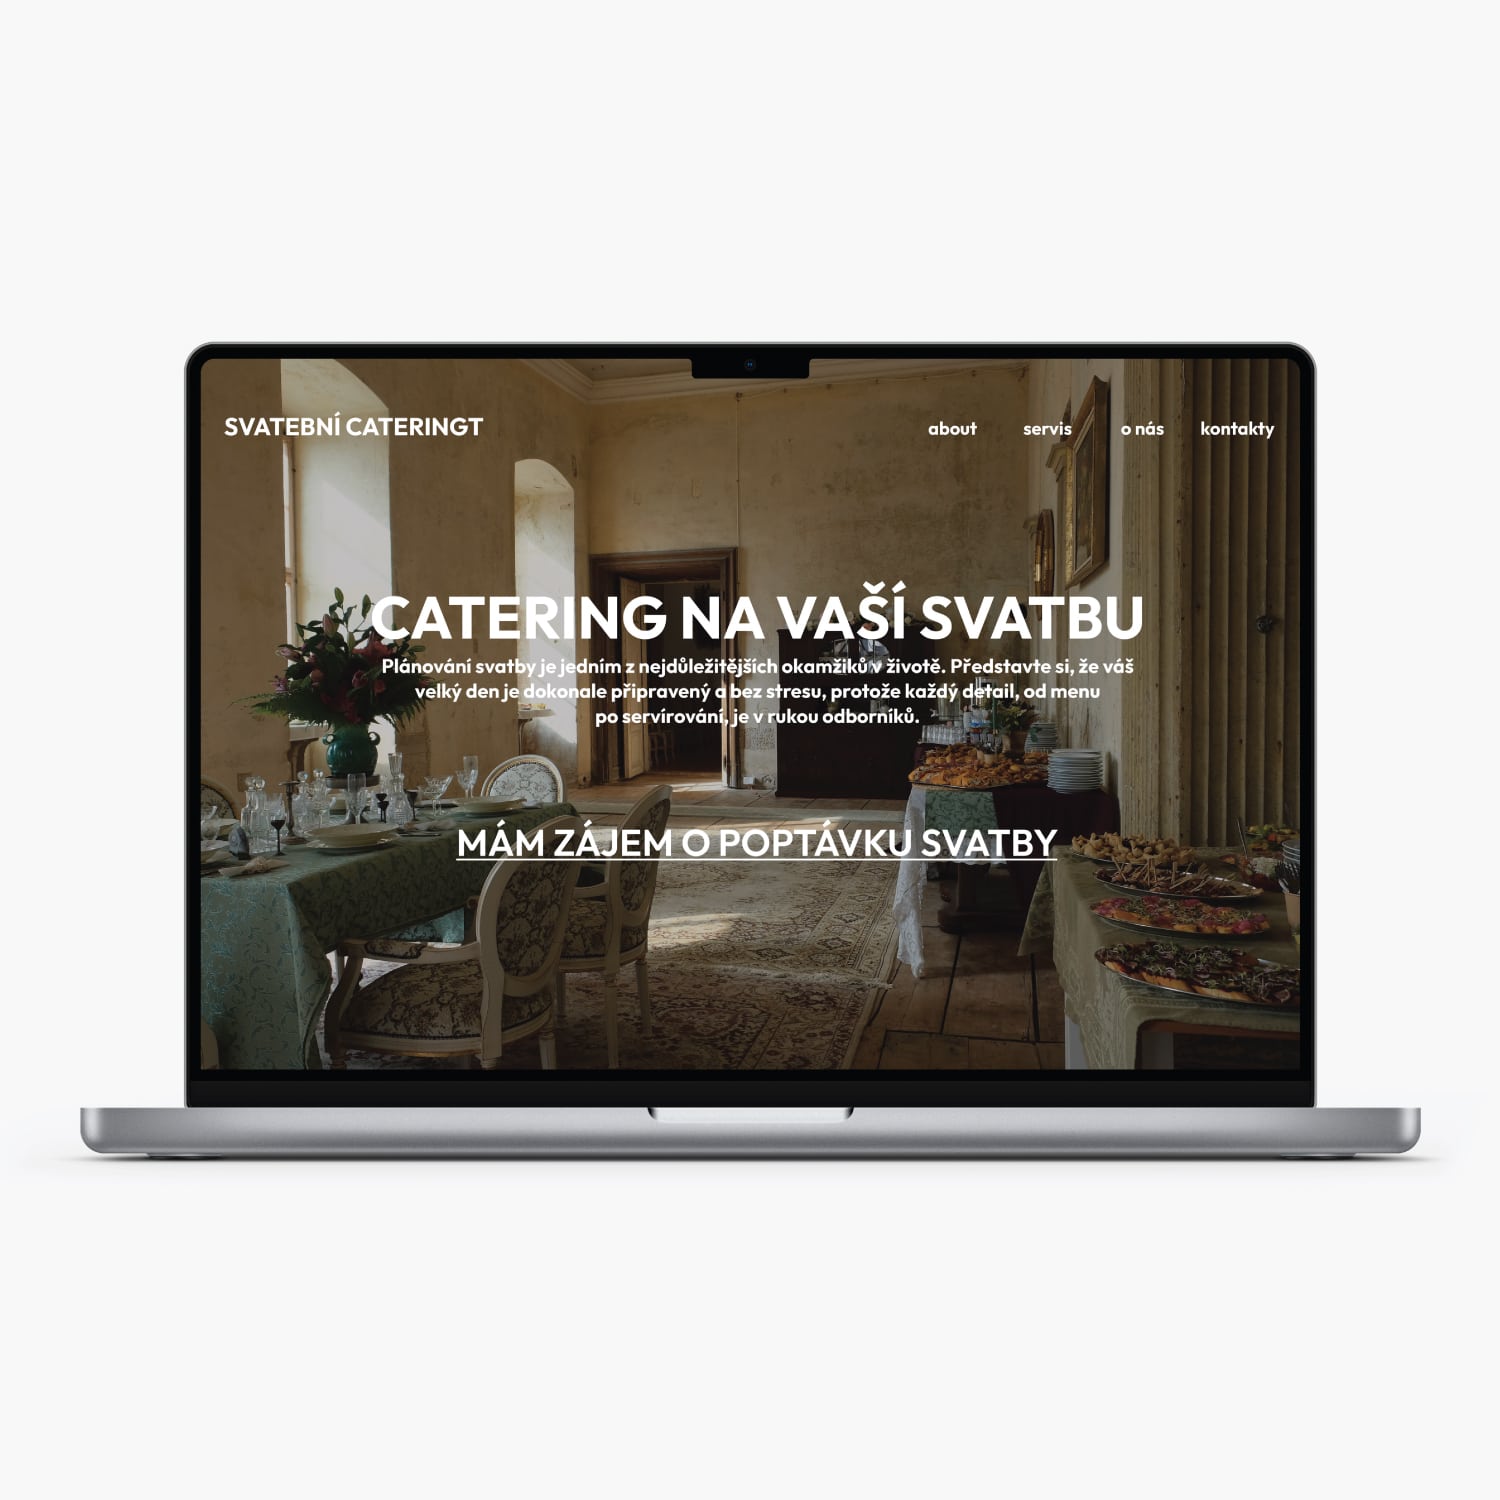 SVATEBNÍ CATERINGT
about servis o nás kontakty
CATERING NA VAŠÍ SVATBU
Plánování svatby je jedním z nejdůležitějších okamžiků v životě. Představte si, že váš
velký den je dokonale připravený a bez stresu, protože každý detail, od menu
po servírování, je v rukou odborníků.
MÁM ZÁJEM O POPTÁVKU SVATBY